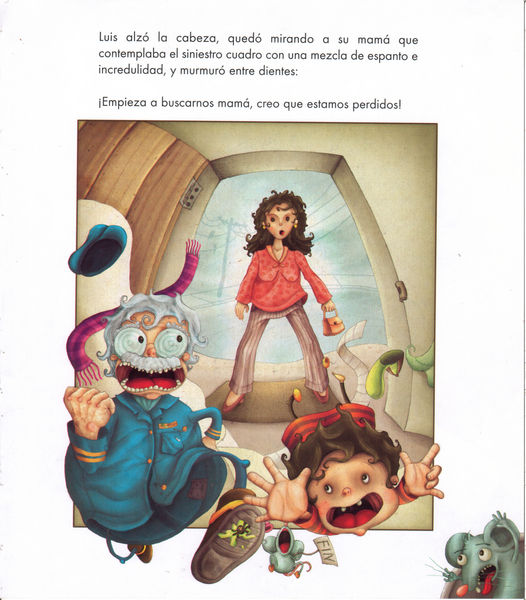 Luis alzó la cabeza, quedó mirando a su mamá que
contemplaba el siniestro cuadro con una mezcla de espanto e
incredulidad, y murmuró entre dientes:
¡Empieza a buscarnos mamá, creo que estamos perdidos!
FIN